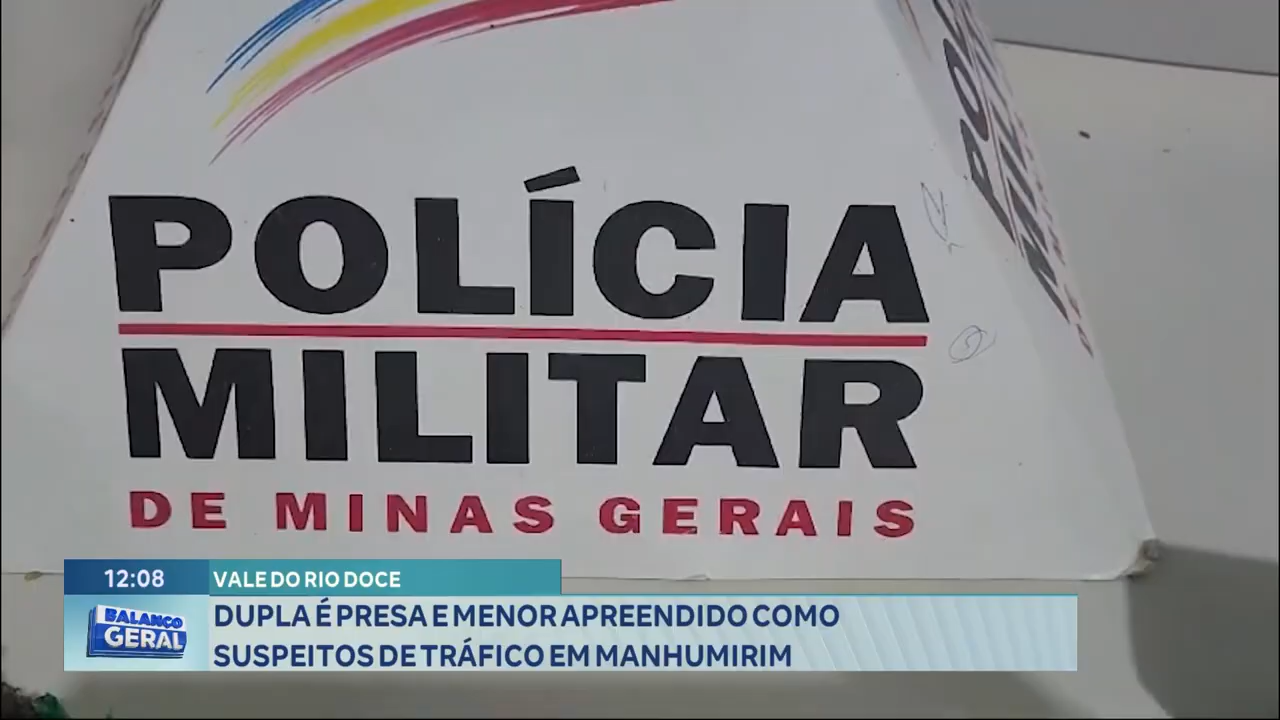 POLÍCIA
MILITAR
DE MINAS GERAIS
12:08
VALE DO RIO DOCE
BALANÇO
GERAL
DUPLA É PRESA E MENOR APREENDIDO COMO
SUSPEITOS DE TRÁFICO EM MANHUMIRIM